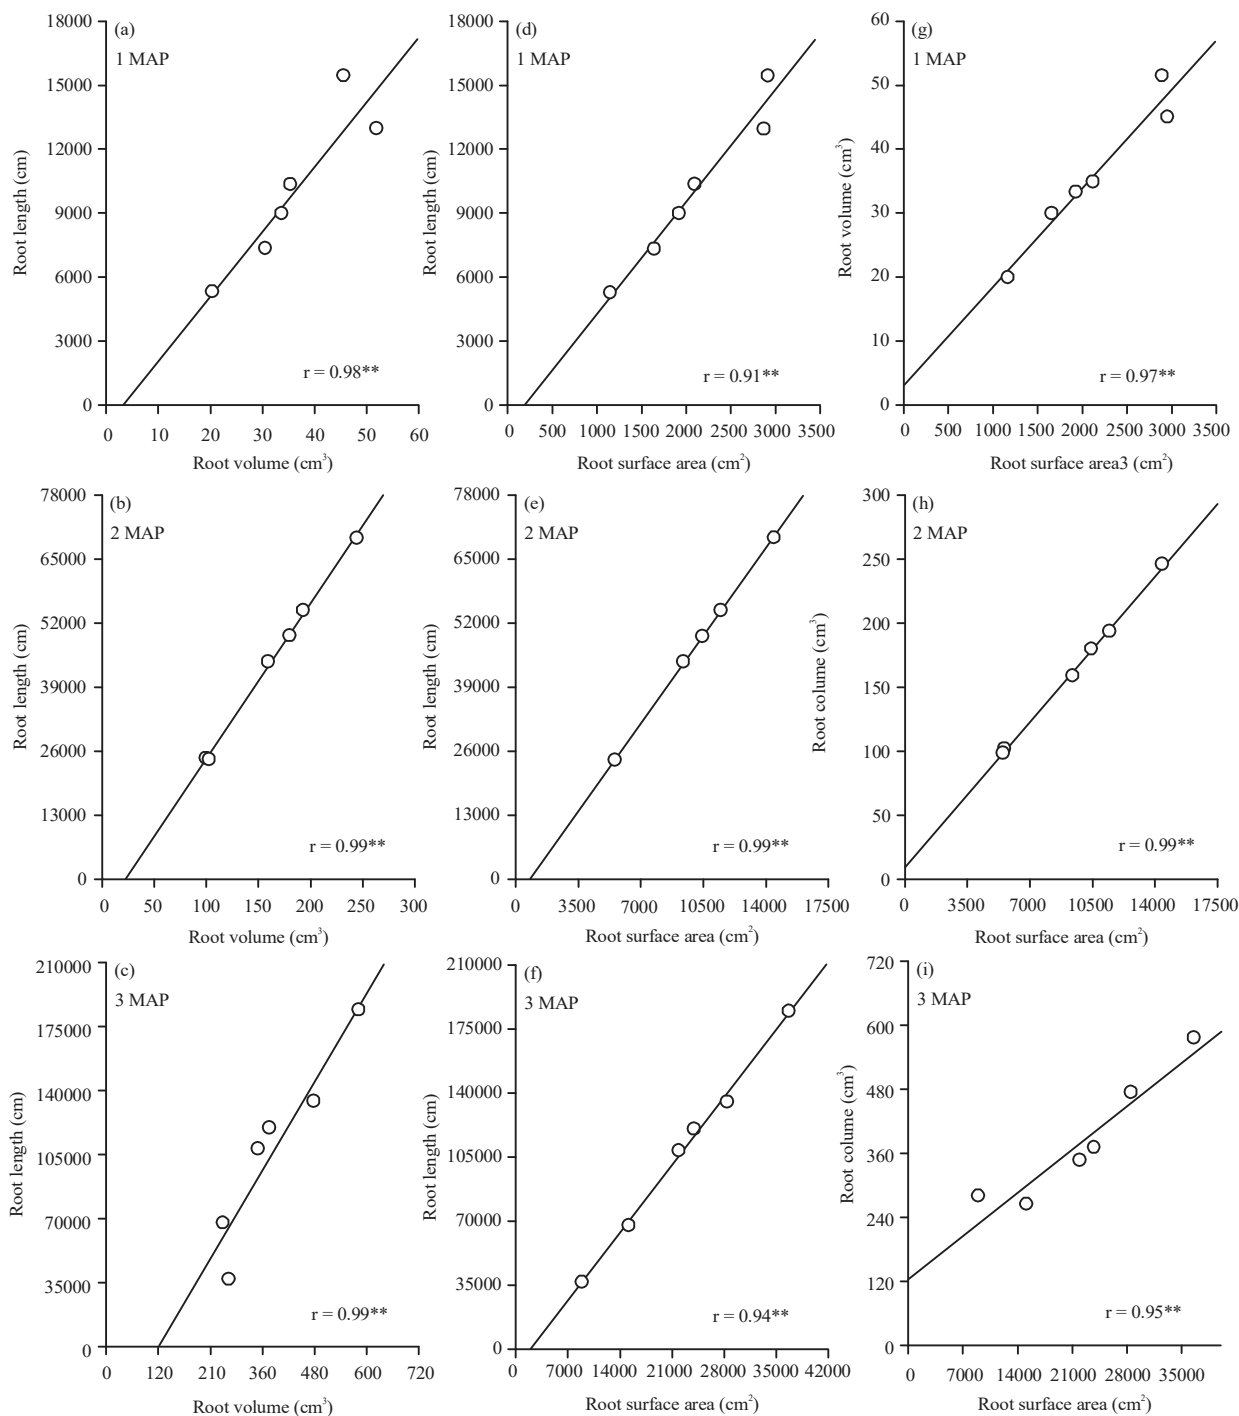 (a)
1 MAP
18000
15000
12000
9000
6000
3000
0
Root length (cm)
r = 0.98**
0 10 20 30 40 50 60
Root volume (cm³)
(d)
1 MAP
18000
15000
12000
9000
6000
3000
0
Root length (cm)
r = 0.91**
0 500 1000 2000 2500 3000 3500
Root surface area (cm²)
(g)
1 MAP
60
50
40
30
20
10
0
Root volume (cm³)
r = 0.97**
0 500 1000 1500 2000 2500 3000 3500
Root surface area3 (cm²)
(b)
2 MAP
78000
65000
52000
39000
26000
13000
0
Root length (cm)
r = 0.99**
0 50 100 150 200 250 300
Root volume (cm³)
(e)
2 MAP
78000
65000
52000
39000
26000
13000
0
Root length (cm)
r = 0.99**
0 3500 7000 10500 14000 17500
Root surface area (cm²)
(h)
2 MAP
300
250
200
150
100
50
0
Root colume (cm³)
r = 0.99**
0 3500 7000 10500 14000 17500
Root surface area (cm²)
(c)
3 MAP
210000
175000
140000
105000
70000
35000
0
Root length (cm)
r = 0.99**
0 120 210 360 480 600 720
Root volume (cm³)
(f)
3 MAP
210000
175000
140000
105000
70000
35000
0
Root length (cm)
r = 0.94**
0 7000 14000 21000 28000 35000 42000
Root surface area (cm²)
(i)
3 MAP
720
600
480
360
240
120
0
Root colume (cm³)
r = 0.95**
0 7000 14000 21000 28000 35000
Root surface area (cm²)